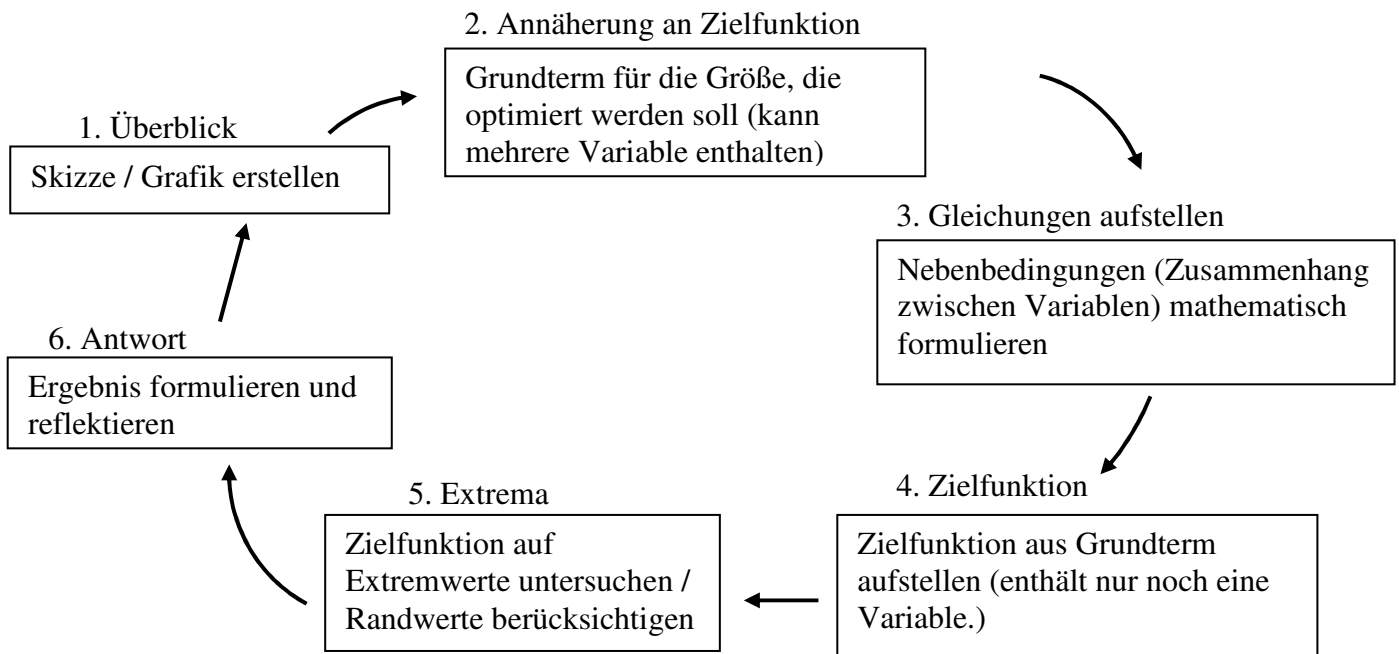 1. Überblick
Skizze / Grafik erstellen
2. Annäherung an Zielfunktion
Grundterm für die Größe, die
optimiert werden soll (kann
mehrere Variable enthalten)
3. Gleichungen aufstellen
Nebenbedingungen (Zusammenhang
zwischen Variablen) mathematisch
formulieren
4. Zielfunktion
Zielfunktion aus Grundterm
aufstellen (enthält nur noch eine
Variable.)
5. Extrema
Zielfunktion auf
Extremwerte untersuchen /
Randwerte berücksichtigen
6. Antwort
Ergebnis formulieren und
reflektieren